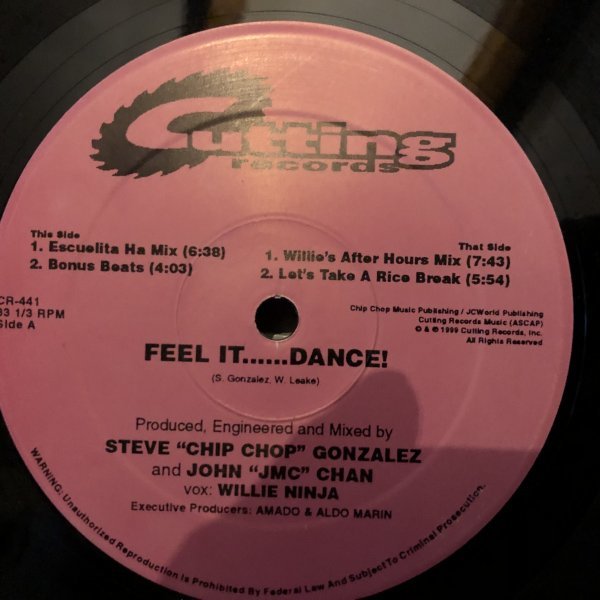 Cutting
records
This Side
1. Escuelita Ha Mix (6:38)
2. Bonus Beats (4:03)
That Side
1. Willie's After Hours Mix (7:43)
2. Let's Take A Rice Break (5:54)
CR-441
33 1/3 RPM
Side A
Chip Chop Music Publishing / JCWorld Publishing
Cutting Records Music (ASCAP)
© & ℗ 1999 Cutting Records, Inc.
All Rights Reserved
FEEL IT......DANCE!
(S. Gonzalez, W. Leake)
Produced, Engineered and Mixed by
STEVE "CHIP CHOP" GONZALEZ
and JOHN "JMC" CHAN
vox: WILLIE NINJA
Executive Producers: AMADO & ALDO MARIN
WARNING: Unauthorized Reproduction Is Prohibited By Federal Law And Subject To Criminal Prosecution.